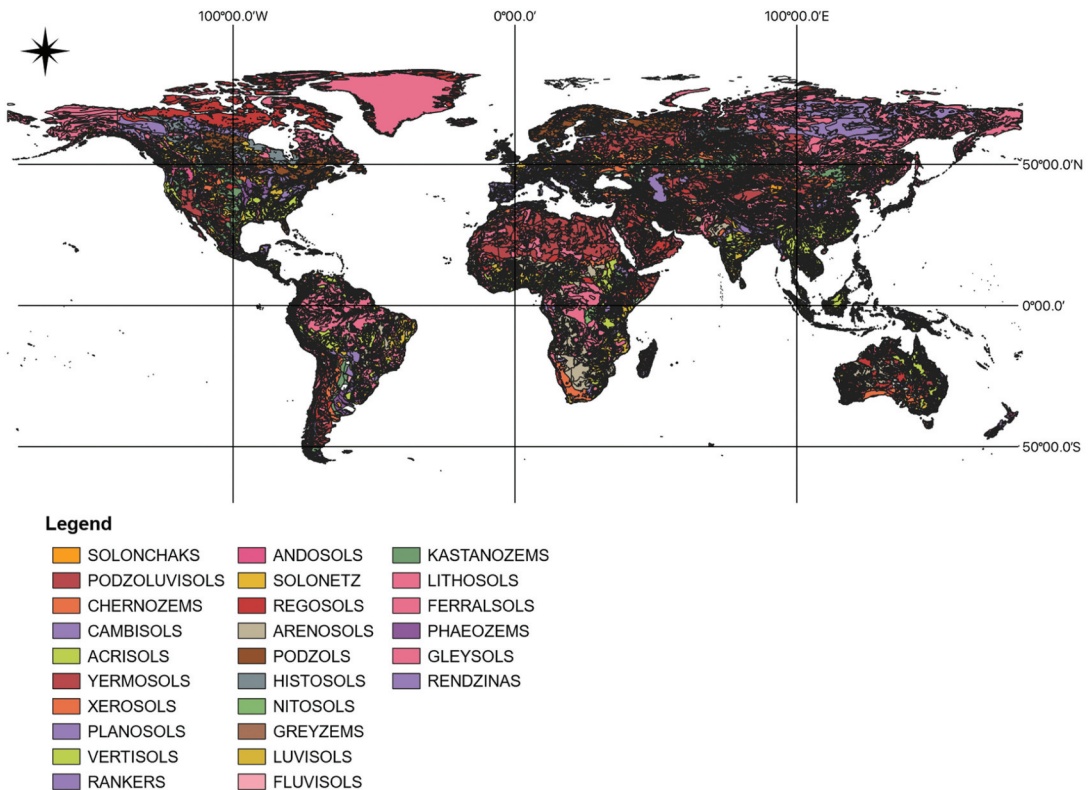 100°00.0′W 0°00.0′ 100°00.0′E
50°00.0′N
0°00.0′
50°00.0′S
Legend
SOLONCHAKS
PODZOLUVISOLS
CHERNOZEMS
CAMBISOLS
ACRISOLS
YERMOSOLS
XEROSOLS
PLANOSOLS
VERTISOLS
RANKERS
ANDOSOLS
SOLONETZ
REGOSOLS
ARENOSOLS
PODZOLS
HISTOSOLS
NITOSOLS
GREYZEMS
LUVISOLS
FLUVISOLS
KASTANOZEMS
LITHOSOLS
FERRALSOLS
PHAEOZEMS
GLEYSOLS
RENDZINAS